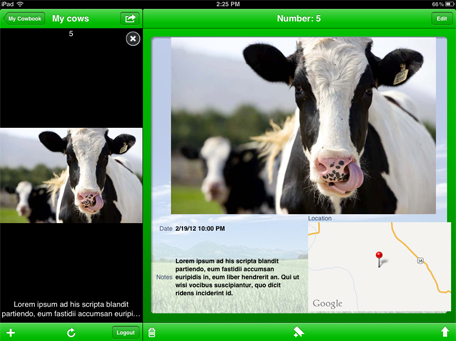 iPad
2:25 PM
66%
My Cowbook
My cows
Number: 5
Edit
5
Location
Date 2/19/12 10:00 PM
Lorem ipsum ad his scripta blandit
partiendo, eum fastidii accumsan
Notes euripidis in, eum liber hendrerit an. Qui ut
wisi vocibus suscipiantur, quo dicit
ridens inciderint id.
Google
Lorem ipsum ad his scripta blandit
partiendo, eum fastidii accumsan euripi...
Logout